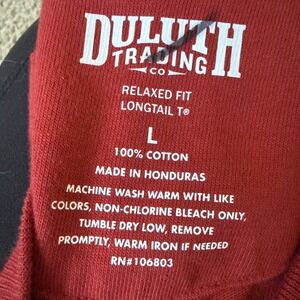 DULUTH
TRADING
CO
RELAXED FIT
LONGTAIL T®
L
100% COTTON
MADE IN HONDURAS
MACHINE WASH WARM WITH LIKE
COLORS, NON-CHLORINE BLEACH ONLY,
TUMBLE DRY LOW, REMOVE
PROMPTLY, WARM IRON IF NEEDED
RN#106803